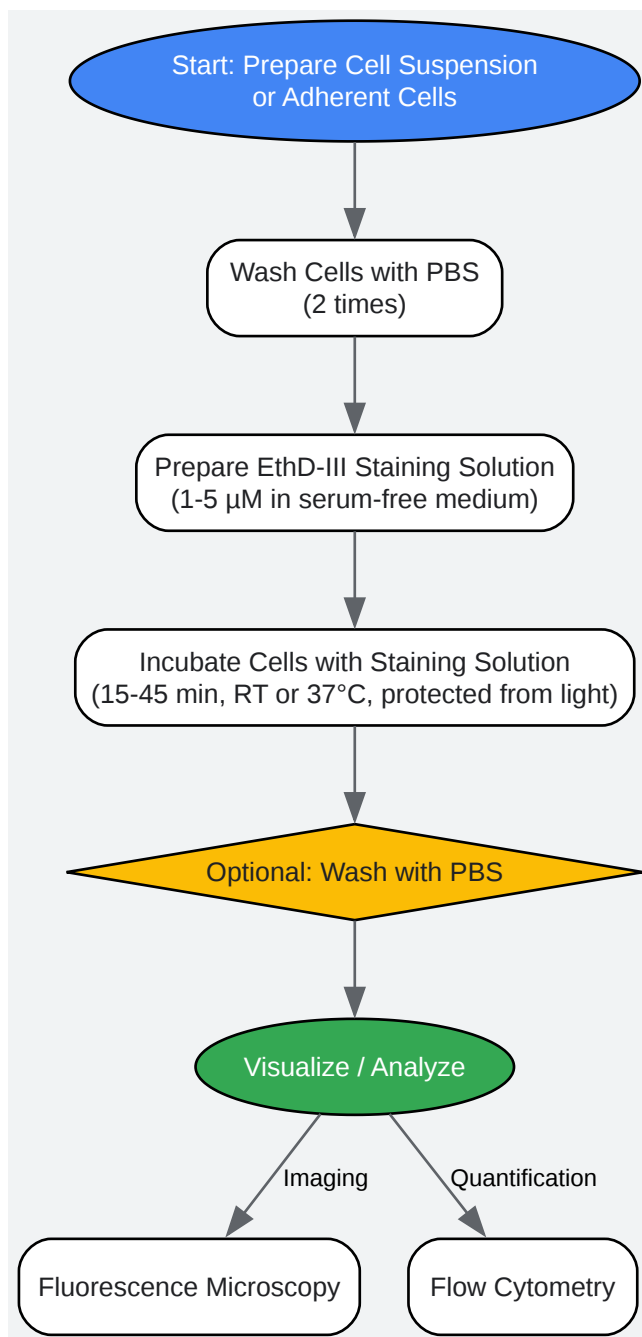 Start: Prepare Cell Suspension
or Adherent Cells
Wash Cells with PBS
(2 times)
Prepare EthD-III Staining Solution
(1-5 µM in serum-free medium)
Incubate Cells with Staining Solution
(15-45 min, RT or 37°C, protected from light)
Optional: Wash with PBS
Visualize / Analyze
Imaging
Quantification
Fluorescence Microscopy
Flow Cytometry